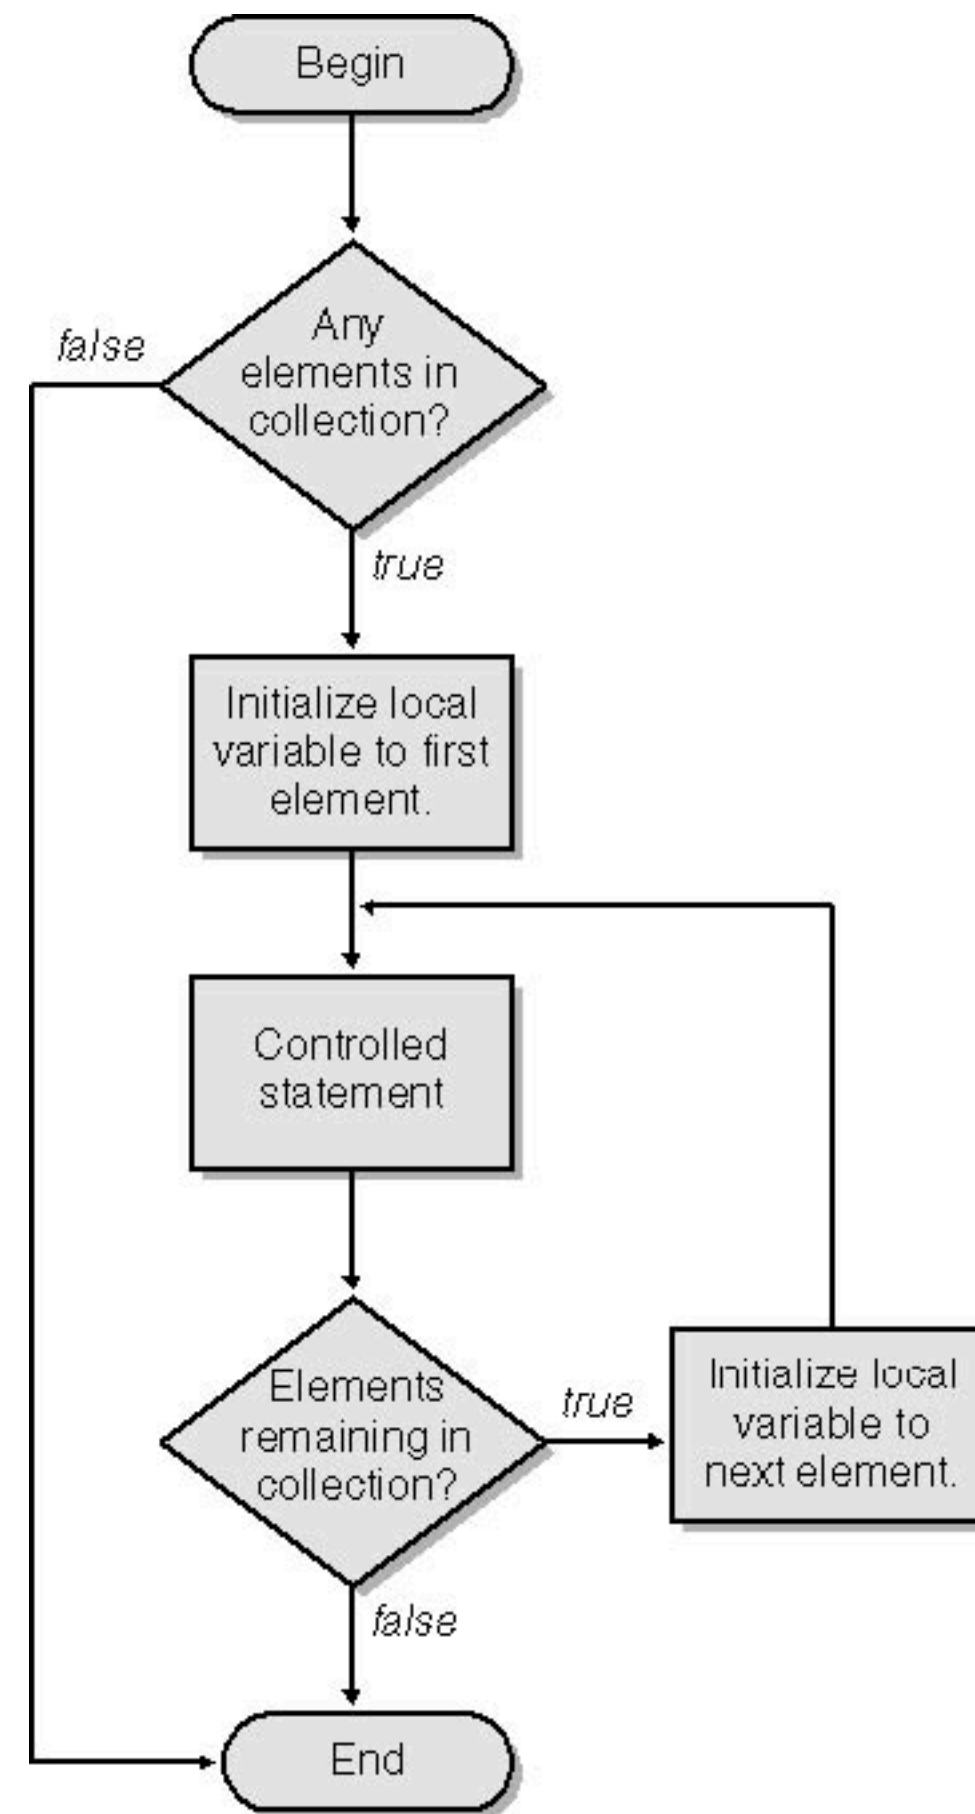 Begin
Any
elements in
collection?
false
true
Initialize local
variable to first
element.
Controlled
statement
Elements
remaining in
collection?
true
Initialize local
variable to
next element.
false
End